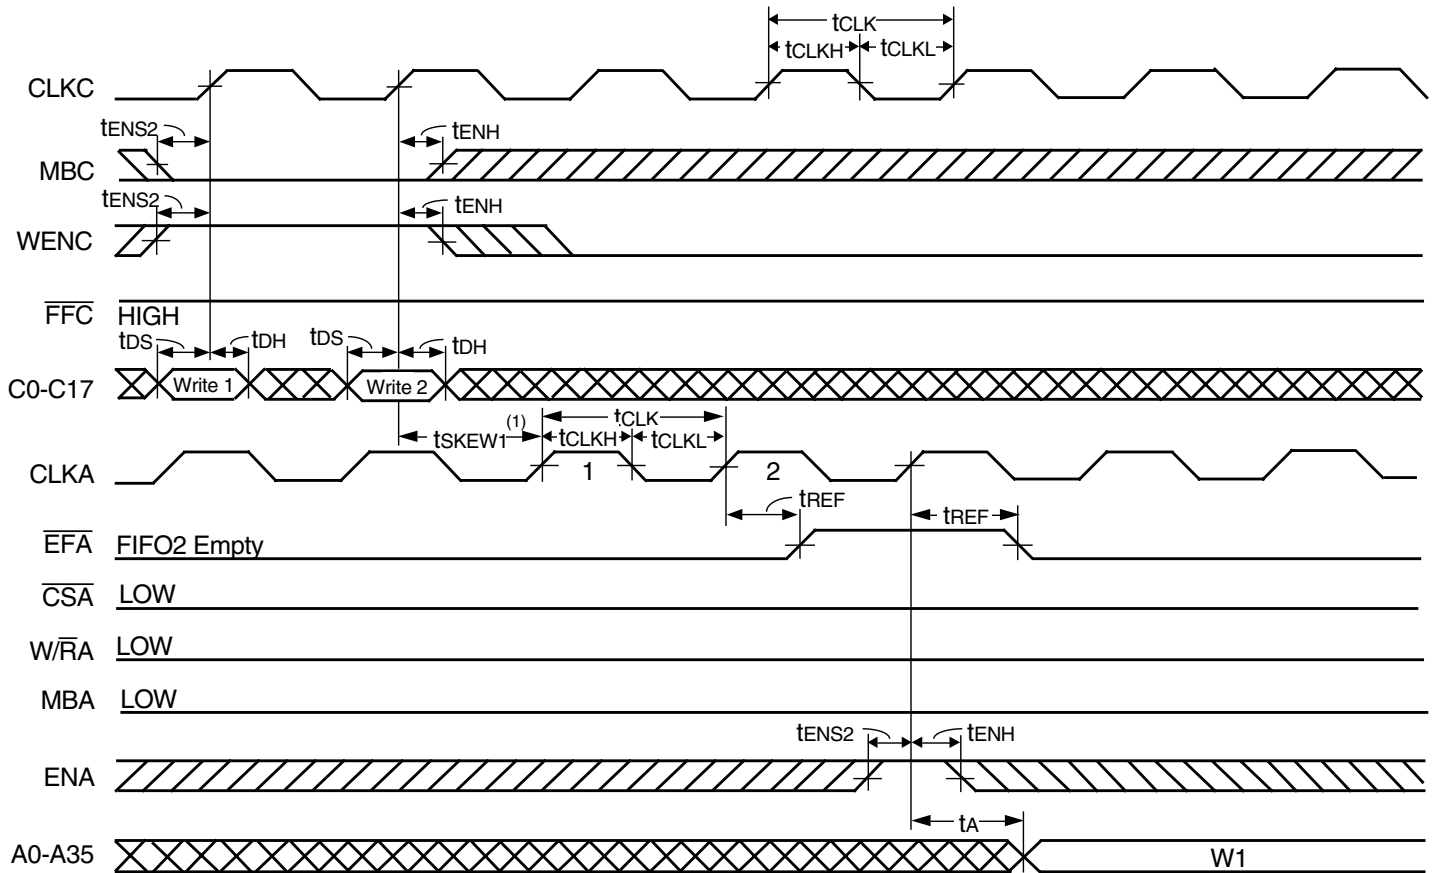 tCLK
tCLKH tCLKL
CLKC
tENS2 tENH
MBC
tENS2 tENH
WENC
FFC HIGH
tDS tDH tDS tDH
C0-C17 Write 1 Write 2
tSKEW1(1) tCLK
tCLKH tCLKL
CLKA 1 2
tREF tREF
EFA FIFO2 Empty
CSA LOW
W/RA LOW
MBA LOW
tENS2 tENH
ENA
tA
A0-A35 W1